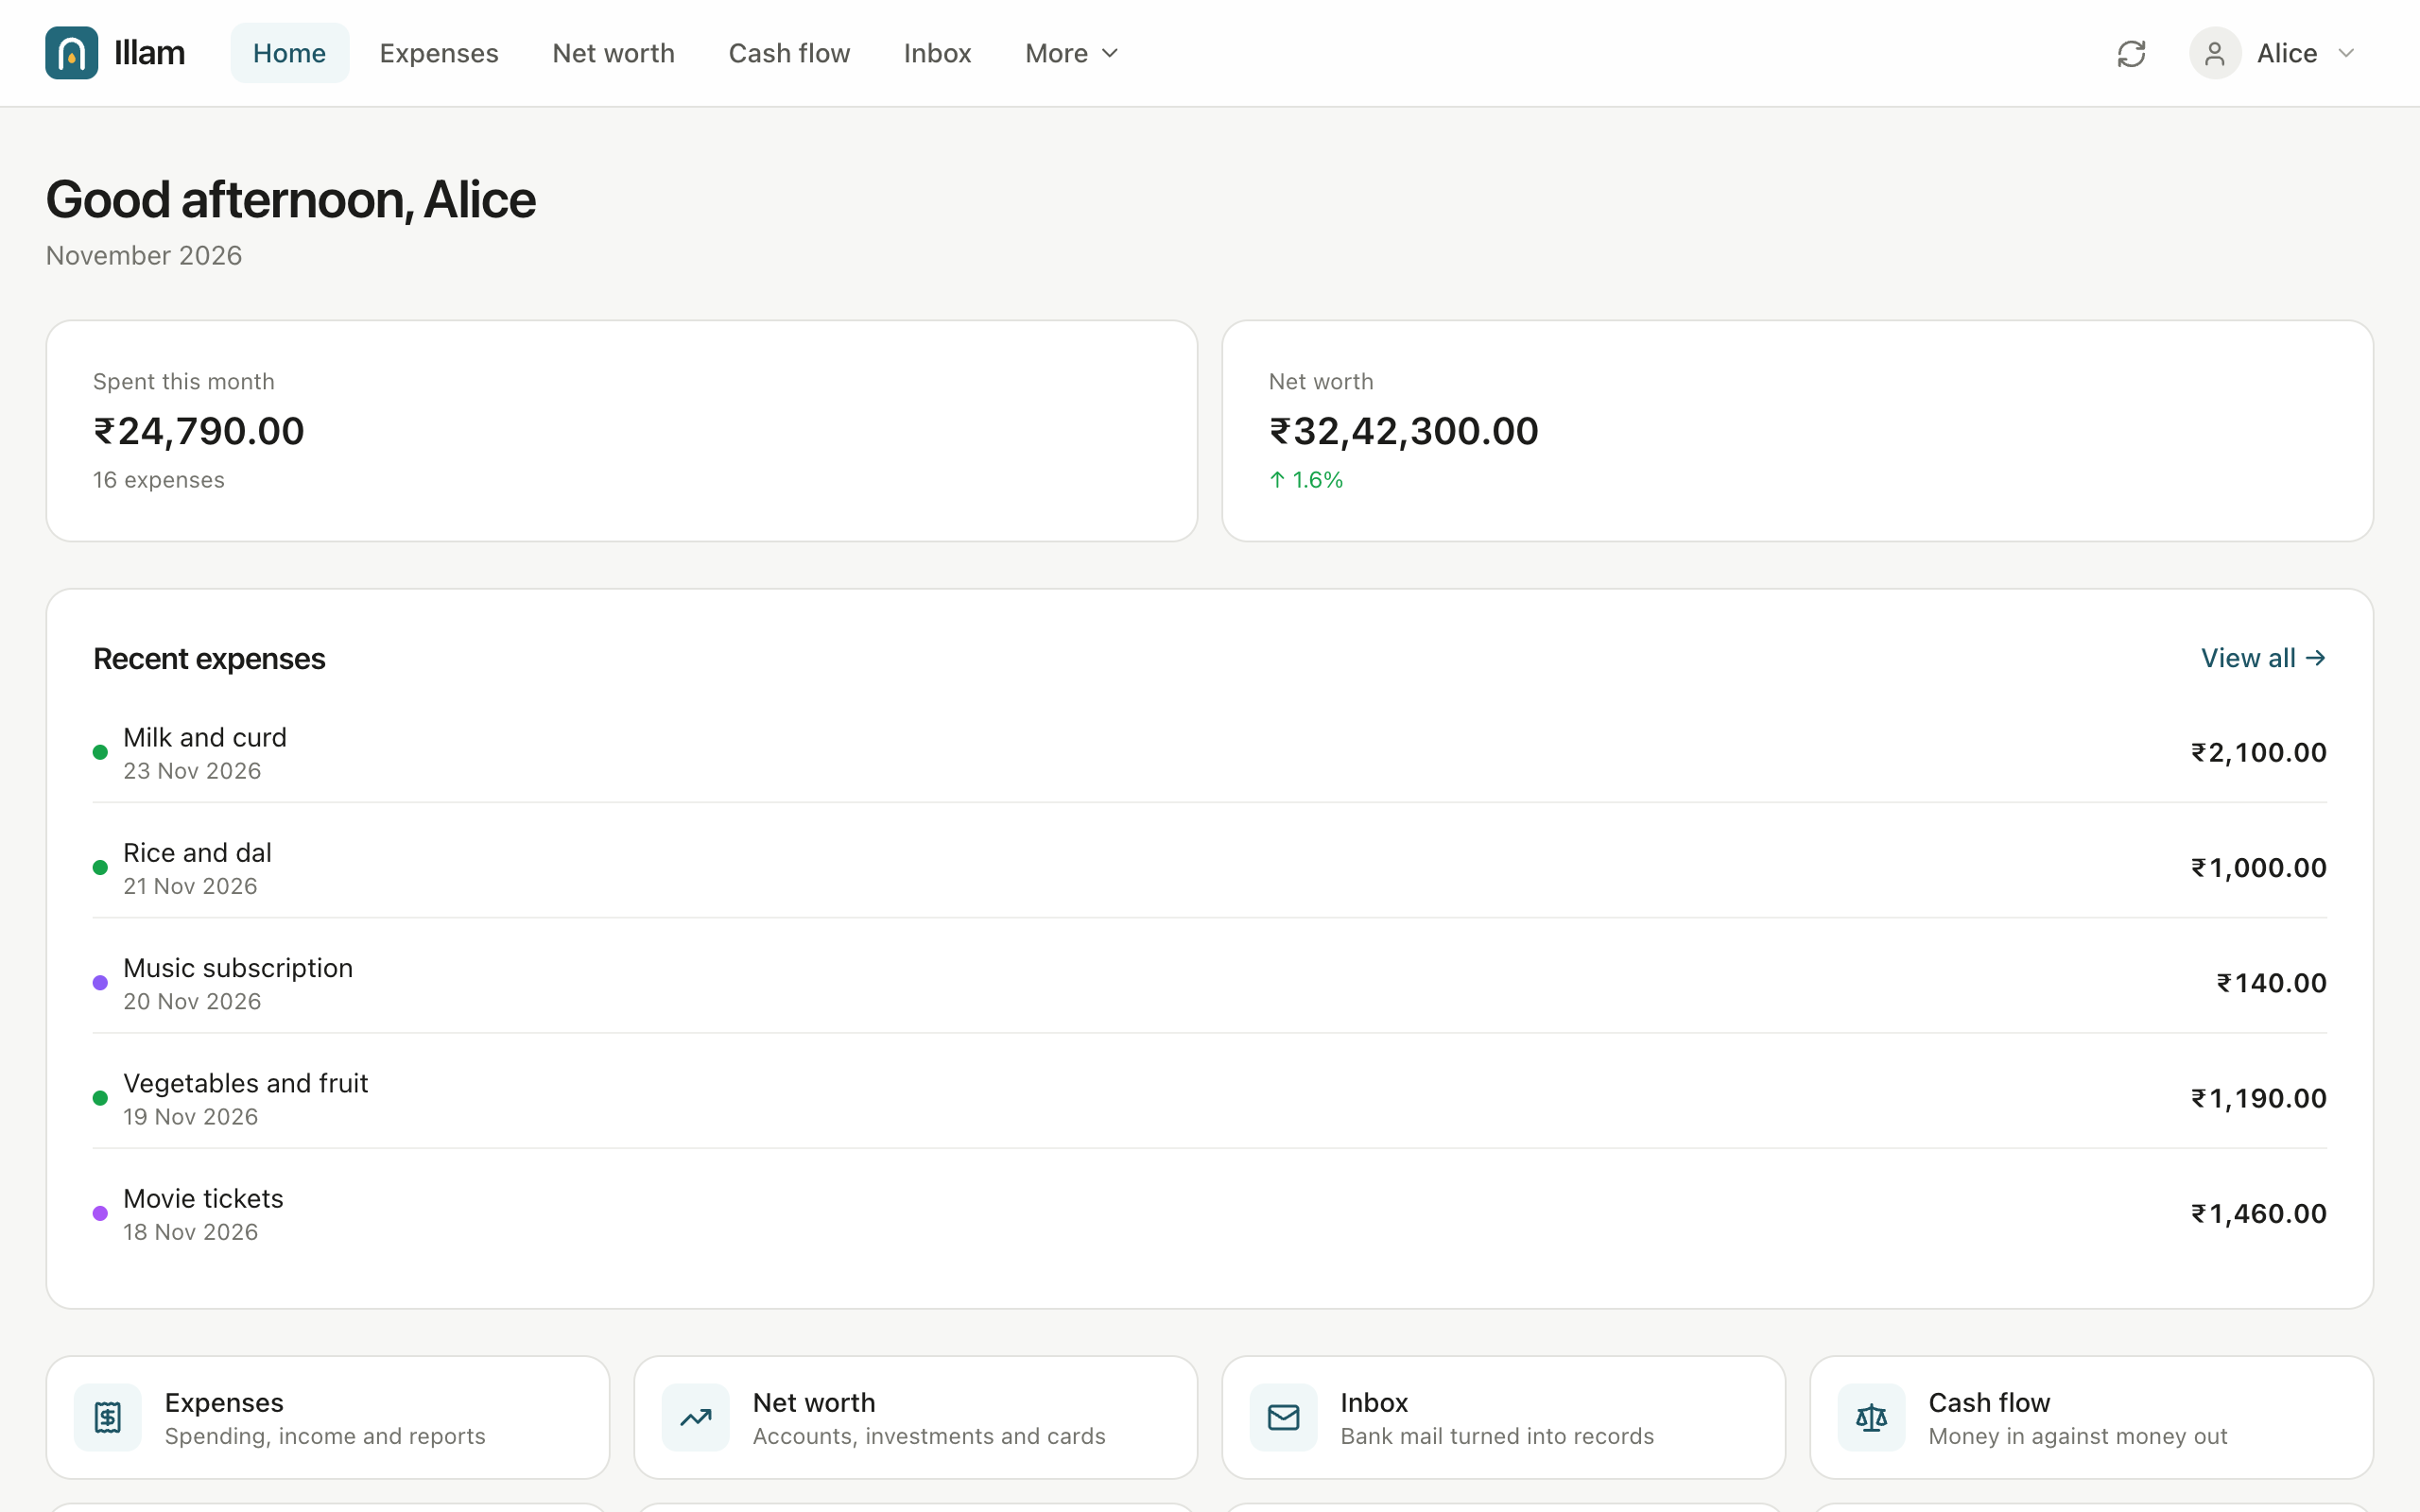 Illam
Home
Expenses
Net worth
Cash flow
Inbox
More
Alice
Good afternoon, Alice
November 2026
Spent this month
₹24,790.00
16 expenses
Net worth
₹32,42,300.00
↑ 1.6%
Recent expenses
View all →
Milk and curd
23 Nov 2026
₹2,100.00
Rice and dal
21 Nov 2026
₹1,000.00
Music subscription
20 Nov 2026
₹140.00
Vegetables and fruit
19 Nov 2026
₹1,190.00
Movie tickets
18 Nov 2026
₹1,460.00
Expenses
Spending, income and reports
Net worth
Accounts, investments and cards
Inbox
Bank mail turned into records
Cash flow
Money in against money out